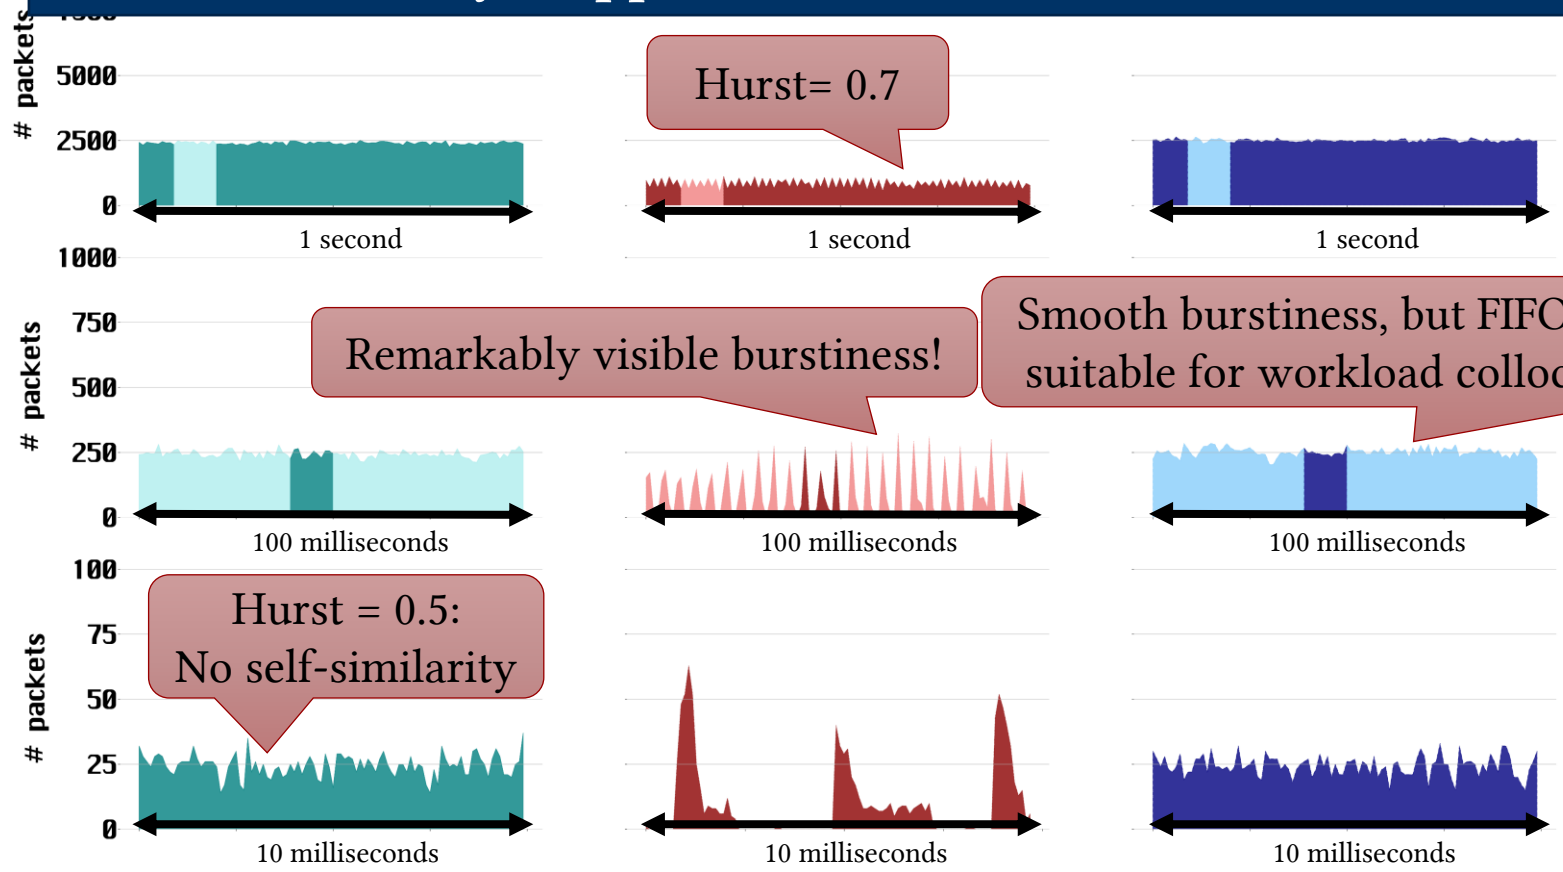 # packets
5000
2500
0
Hurst= 0.7
1 second
1 second
1 second
# packets
1000
750
500
250
0
Remarkably visible burstiness!
Smooth burstiness, but FIFO
suitable for workload
100 milliseconds
100 milliseconds
100 milliseconds
# packets
100
75
50
25
0
Hurst = 0.5:
No self-similarity
10 milliseconds
10 milliseconds
10 milliseconds